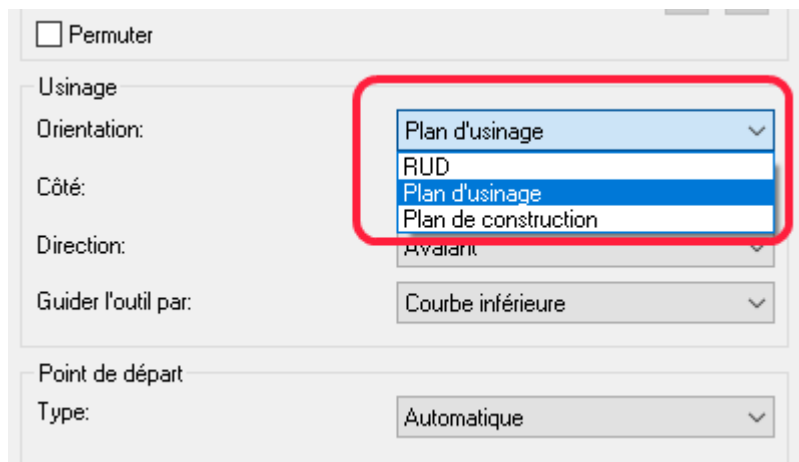 Permuter
Usinage
Orientation: Plan d'usinage
RUD
Côté: Plan d'usinage
Plan de construction
Direction: Avalant
Guider l'outil par: Courbe inférieure
Point de départ
Type: Automatique